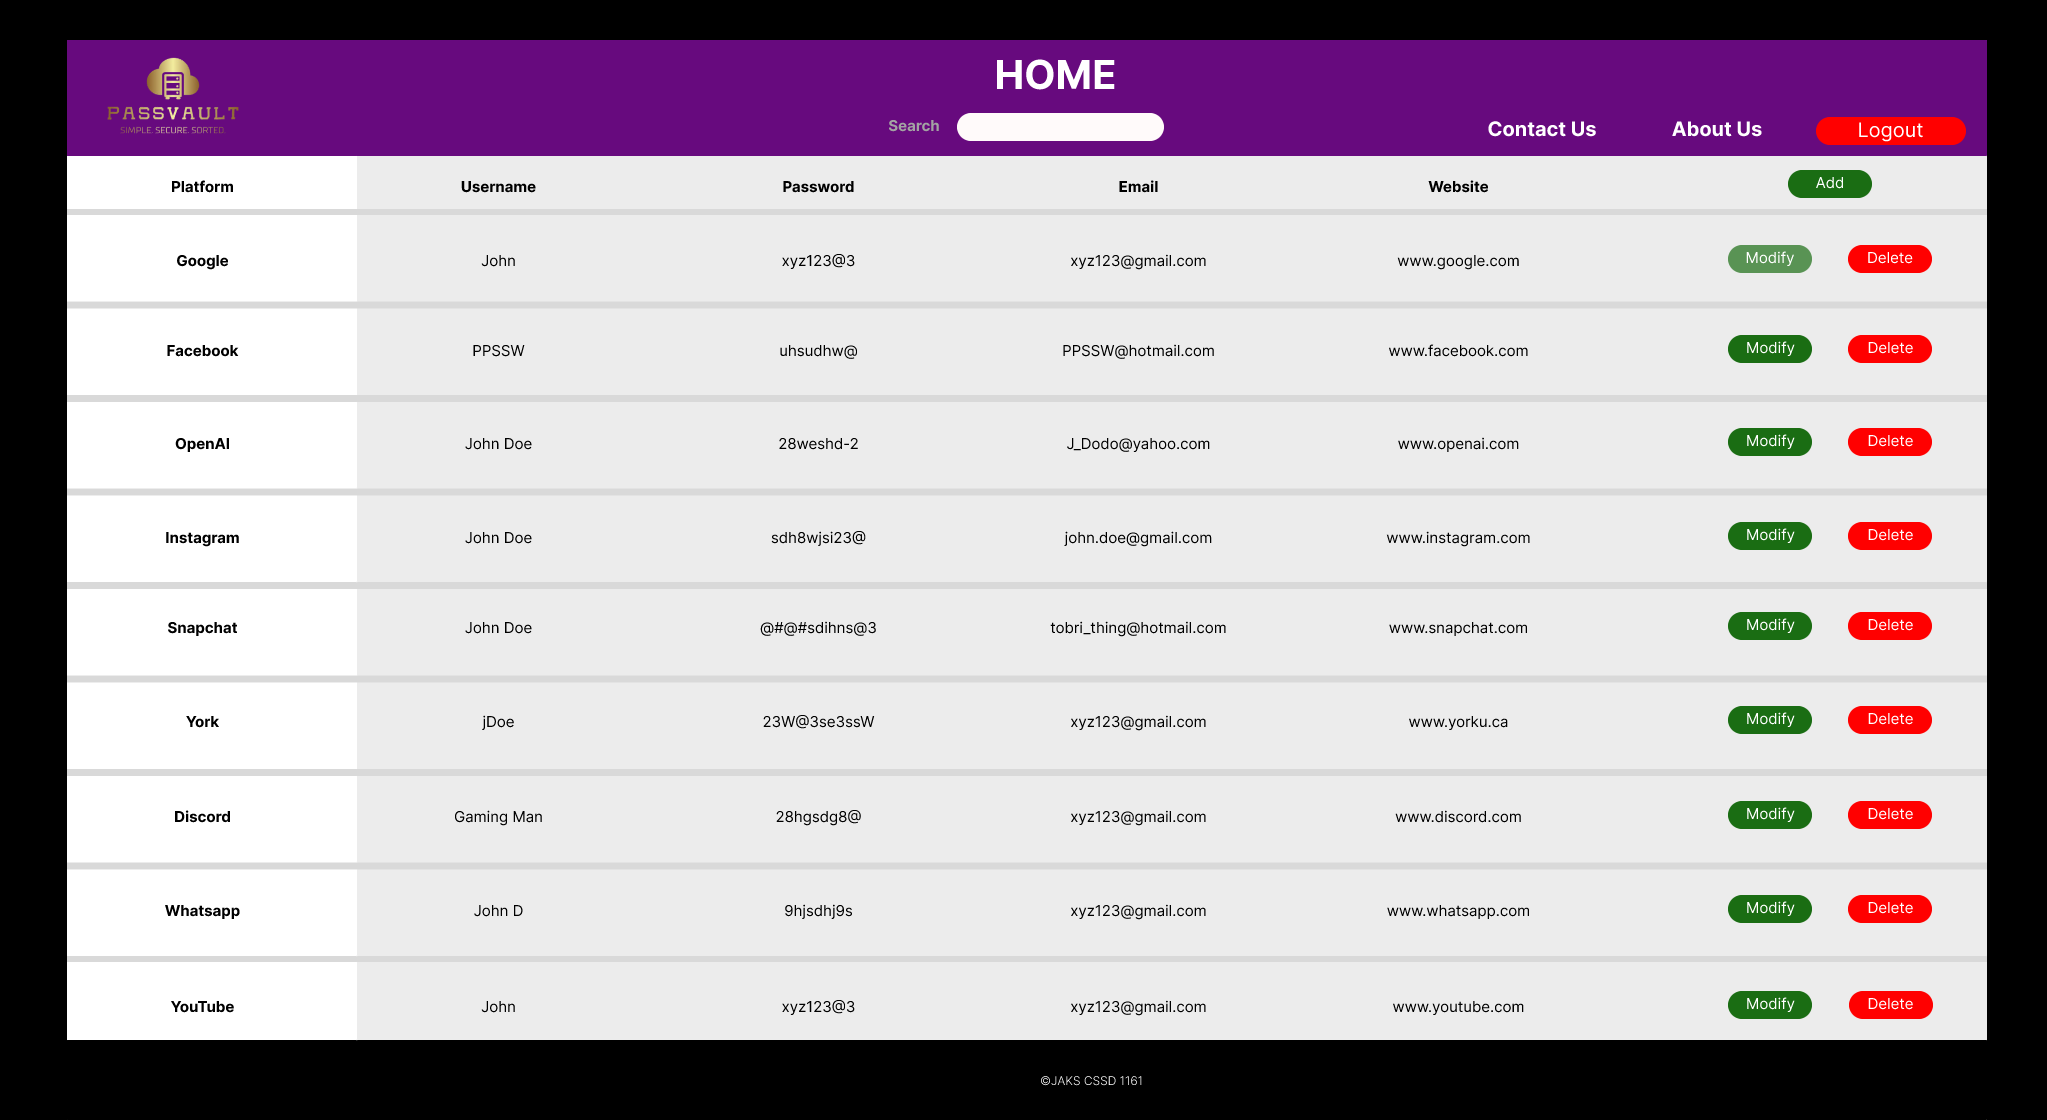 HOME
PASSVAULT
SIMPLE. SECURE. SORTED.
Search
Contact Us About Us Logout
Platform Username Password Email Website Add
Google John xyz123@3 xyz123@gmail.com www.google.com Modify Delete
Facebook PPSSW uhsudhw@ PPSSW@hotmail.com www.facebook.com Modify Delete
OpenAI John Doe 28weshd-2 J_Dodo@yahoo.com www.openai.com Modify Delete
Instagram John Doe sdh8wjsi23@ john.doe@gmail.com www.instagram.com Modify Delete
Snapchat John Doe @#@#sdihns@3 tobri_thing@hotmail.com www.snapchat.com Modify Delete
York jDoe 23W@3se3ssW xyz123@gmail.com www.yorku.ca Modify Delete
Discord Gaming Man 28hgsdg8@ xyz123@gmail.com www.discord.com Modify Delete
Whatsapp John D 9hjsdhj9s xyz123@gmail.com www.whatsapp.com Modify Delete
YouTube John xyz123@3 xyz123@gmail.com www.youtube.com Modify Delete
©JAKS CSSD 1161